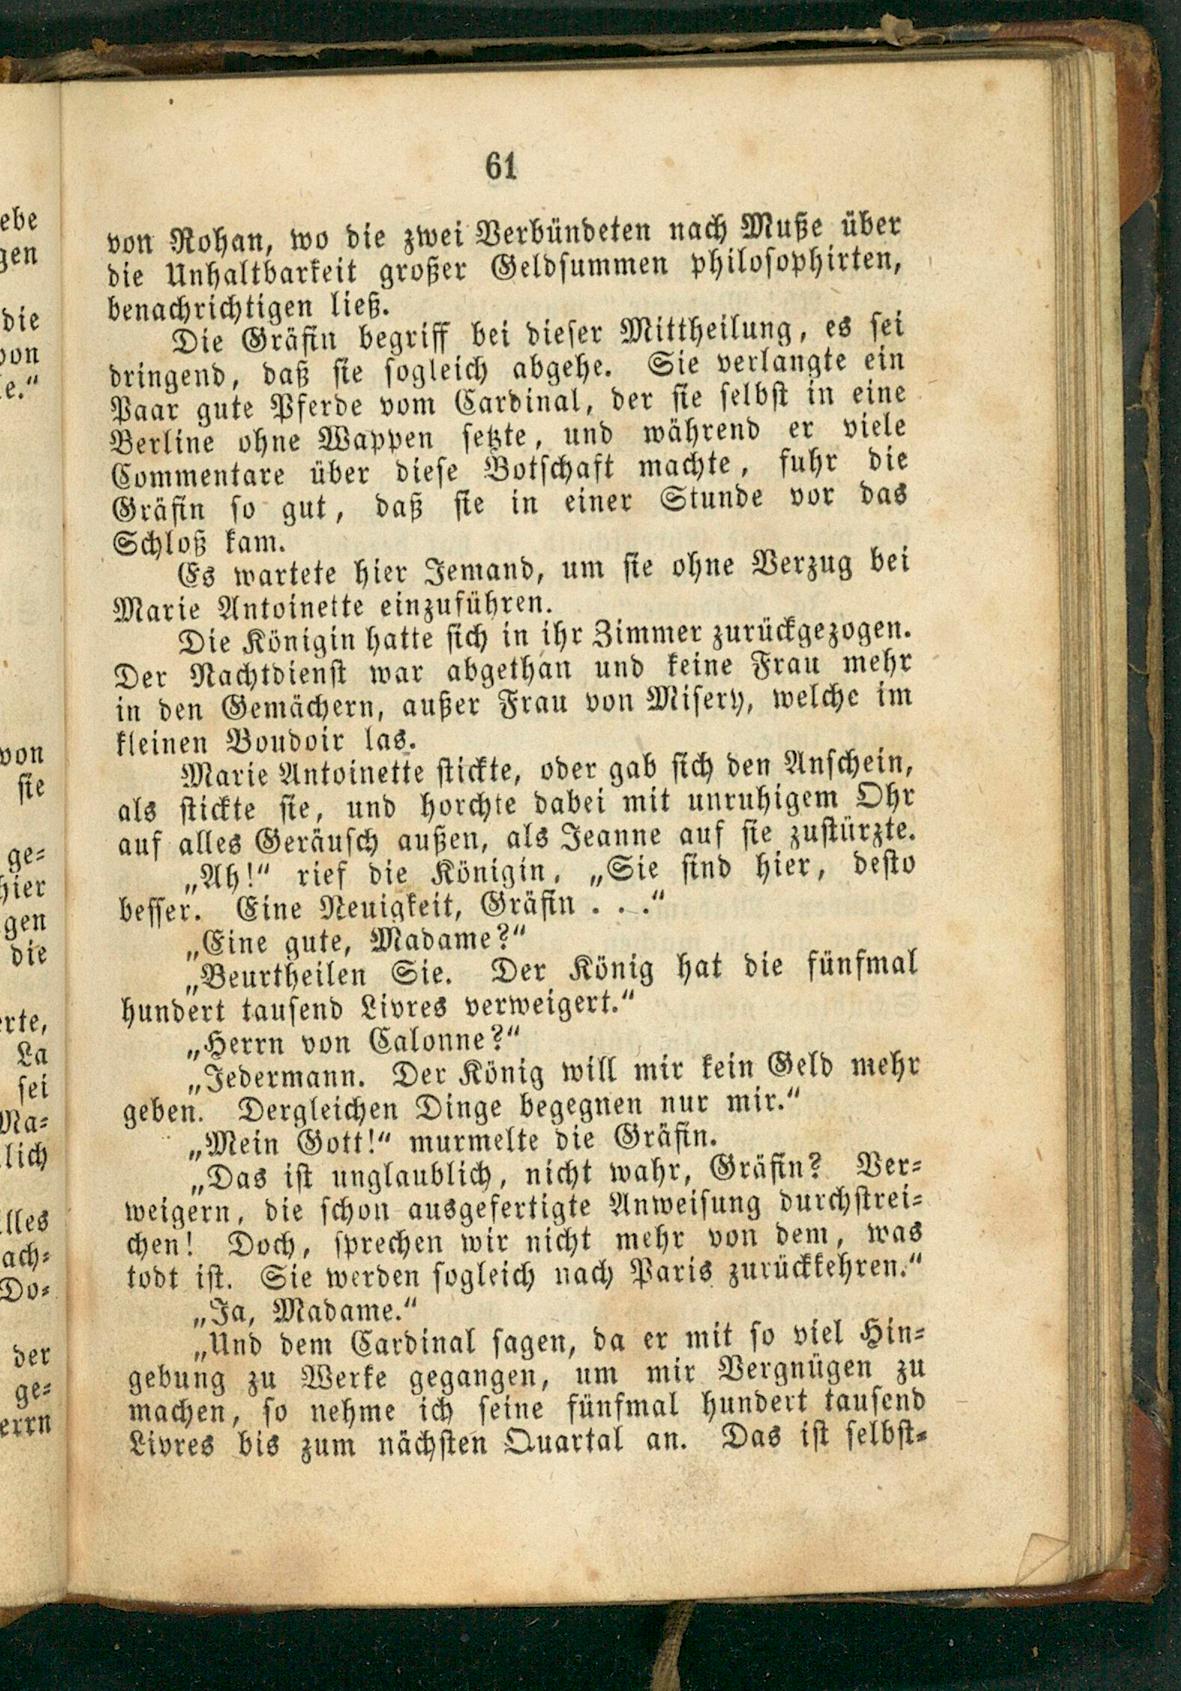 61
von Rohan, wo die zwei Verbündeten nach Muße über
die Unhaltbarkeit großer Geldsummen philosophirten,
benachrichtigen ließ.
Die Gräfin begriff bei dieser Mittheilung, es sei
dringend, daß sie sogleich abgehe. Sie verlangte ein
Paar gute Pferde vom Cardinal, der sie selbst in eine
Berline ohne Wappen setzte, und während er viele
Commentare über diese Botschaft machte, fuhr die
Gräfin so gut, daß sie in einer Stunde vor das
Schloß kam.
Es wartete hier Jemand, um sie ohne Verzug bei
Marie Antoinette einzuführen.
Die Königin hatte sich in ihr Zimmer zurückgezogen.
Der Nachtdienst war abgethan und keine Frau mehr
in den Gemächern, außer Frau von Misery, welche im
kleinen Boudoir las.
Marie Antoinette stickte, oder gab sich den Anschein,
als stickte sie, und horchte dabei mit unruhigem Ohr
auf alles Geräusch außen, als Jeanne auf sie zustürzte.
„Ah!“ rief die Königin, „Sie sind hier, desto
besser. Eine Neuigkeit, Gräfin . . .“
„Eine gute, Madame?“
„Beurtheilen Sie. Der König hat die fünfmal
hundert tausend Livres verweigert.“
„Herrn von Calonne?“
„Jedermann. Der König will mir kein Geld mehr
geben. Dergleichen Dinge begegnen nur mir.“
„Mein Gott!“ murmelte die Gräfin.
„Das ist unglaublich, nicht wahr, Gräfin? Ver-
weigern, die schon ausgefertigte Anweisung durchstrei-
chen! Doch, sprechen wir nicht mehr von dem, was
todt ist. Sie werden sogleich nach Paris zurückkehren.“
„Ja, Madame.“
„Und dem Cardinal sagen, da er mit so viel Hin-
gebung zu Werke gegangen, um mir Vergnügen zu
machen, so nehme ich seine fünfmal hundert tausend
Livres bis zum nächsten Quartal an. Das ist selbst-